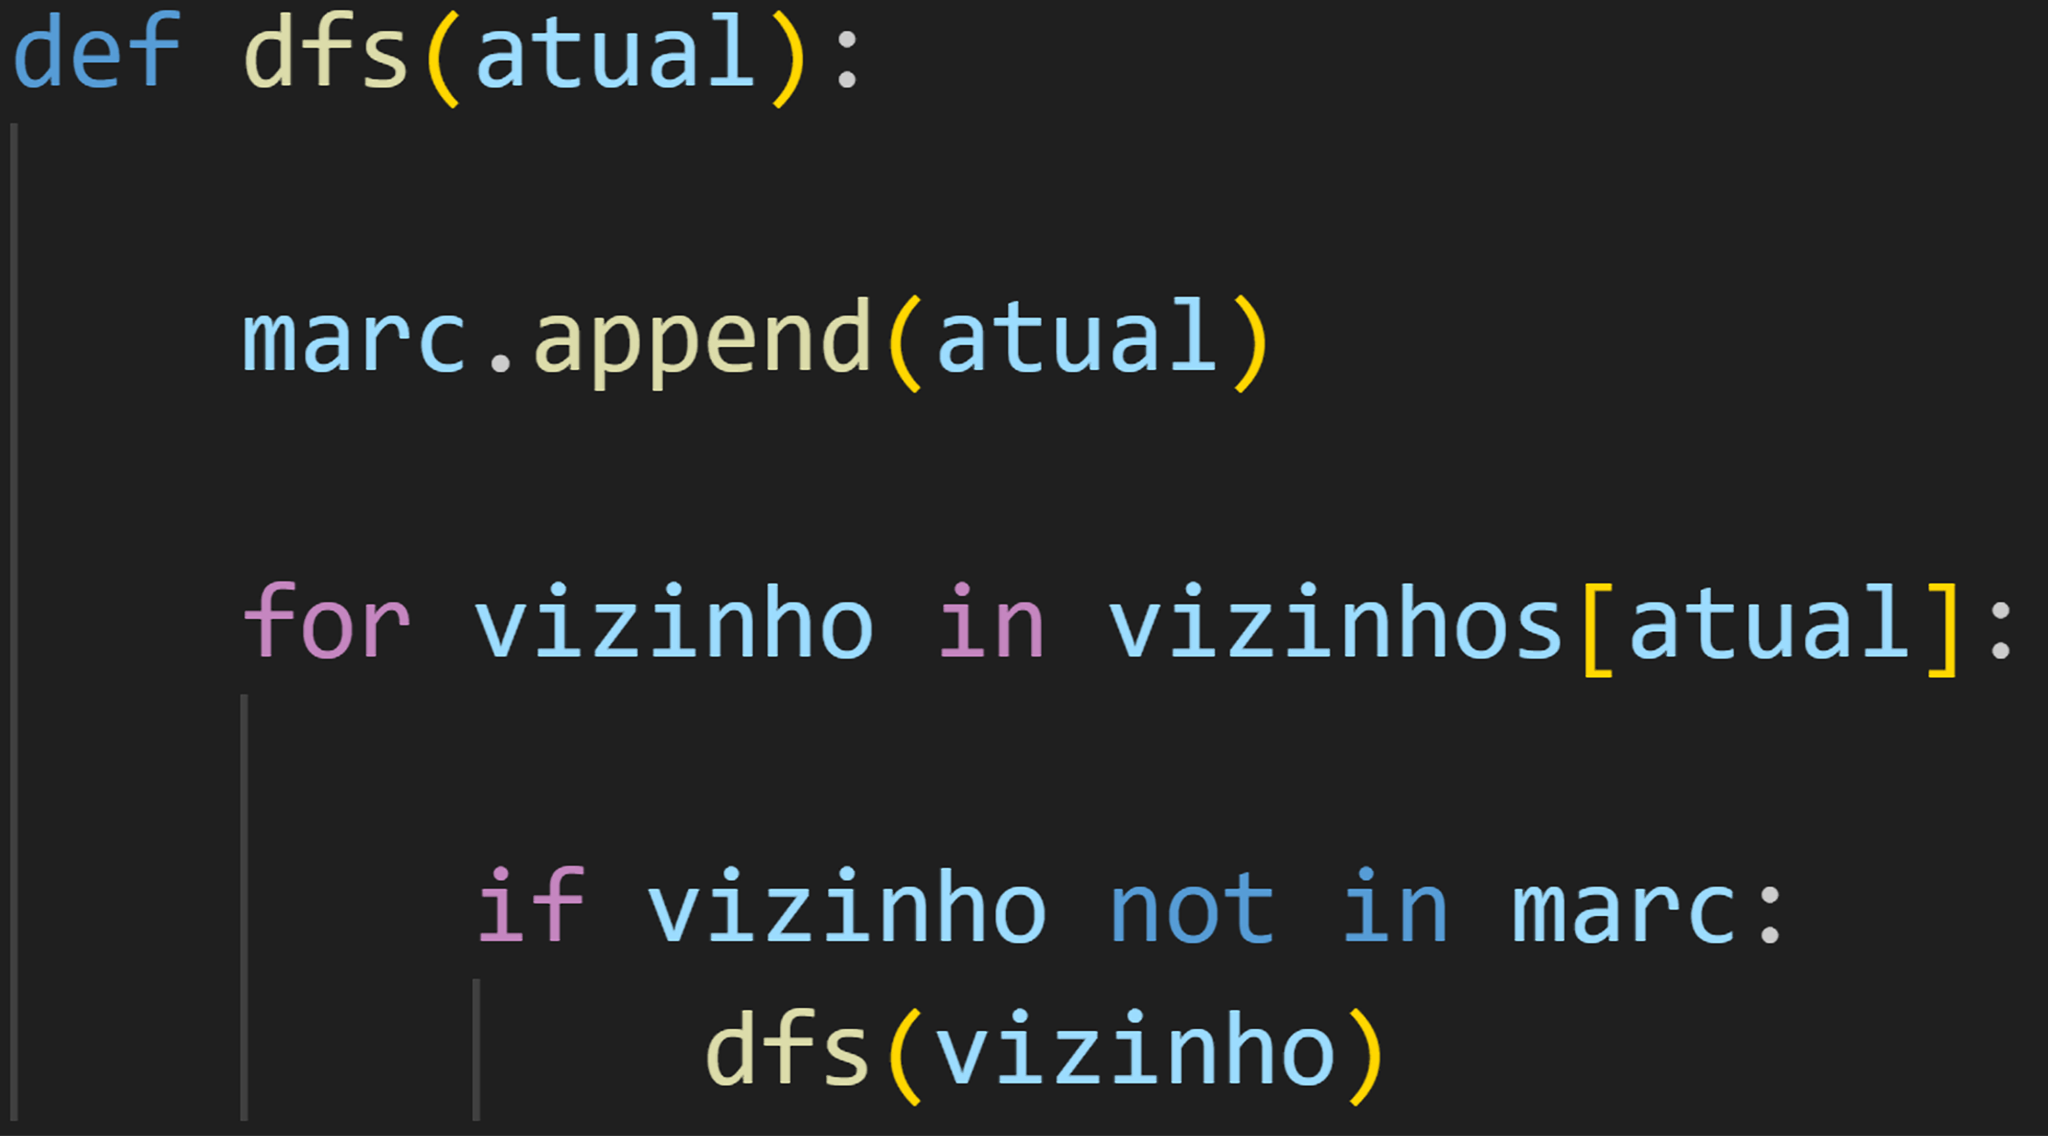 def dfs(atual):
    marc.append(atual)
    for vizinho in vizinhos[atual]:
        if vizinho not in marc:
            dfs(vizinho)